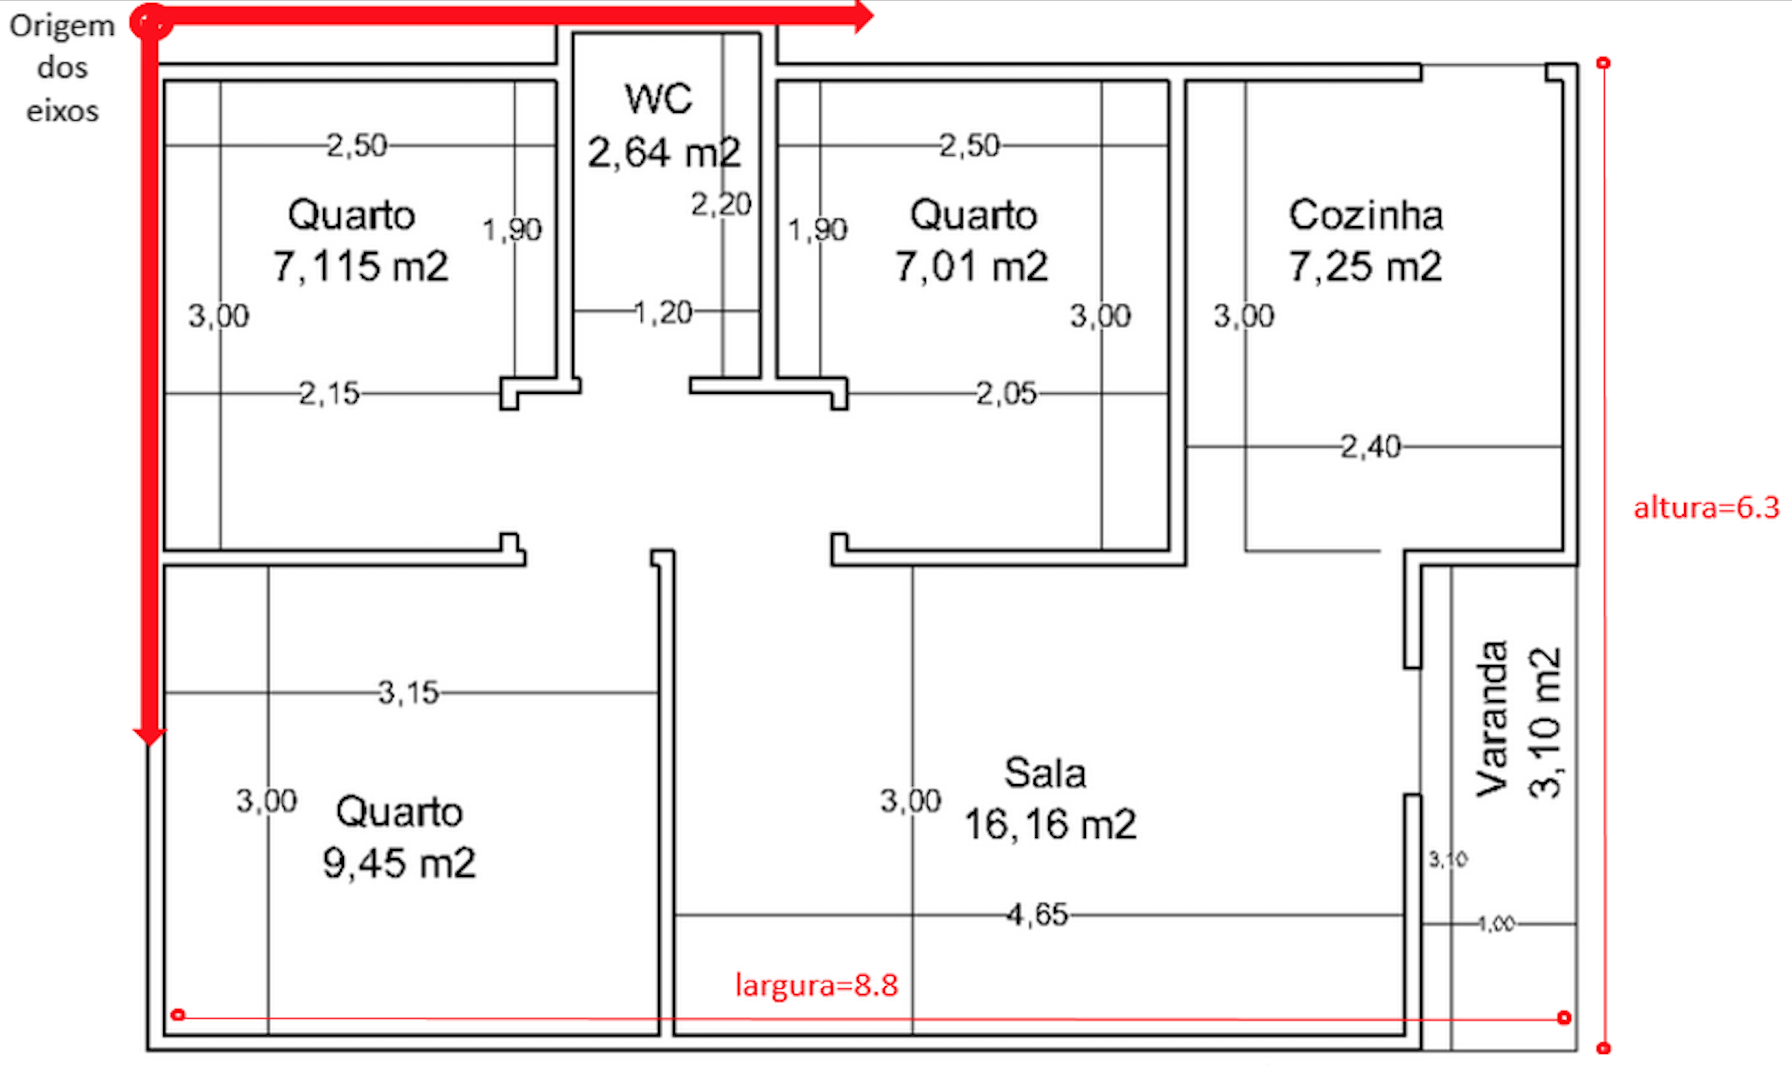 Origem
dos
eixos
2,50
Quarto
7,115 m2
1,90
3,00
2,15
WC
2,64 m2
2,20
1,20
2,50
Quarto
7,01 m2
1,90
3,00
2,05
Cozinha
7,25 m2
3,00
2,40
altura=6.3
3,15
3,00
Quarto
9,45 m2
Sala
16,16 m2
3,00
4,65
largura=8.8
Varanda
3,10 m2
3,10
1,00